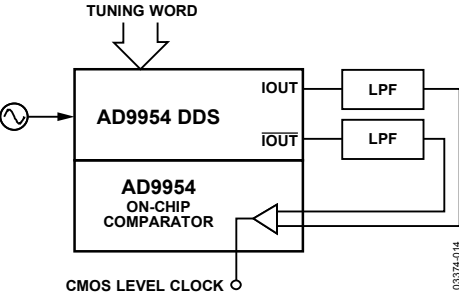 TUNING WORD
IOUT
LPF
AD9954 DDS
IOUT
LPF
AD9954
ON-CHIP
COMPARATOR
CMOS LEVEL CLOCK
03374-014